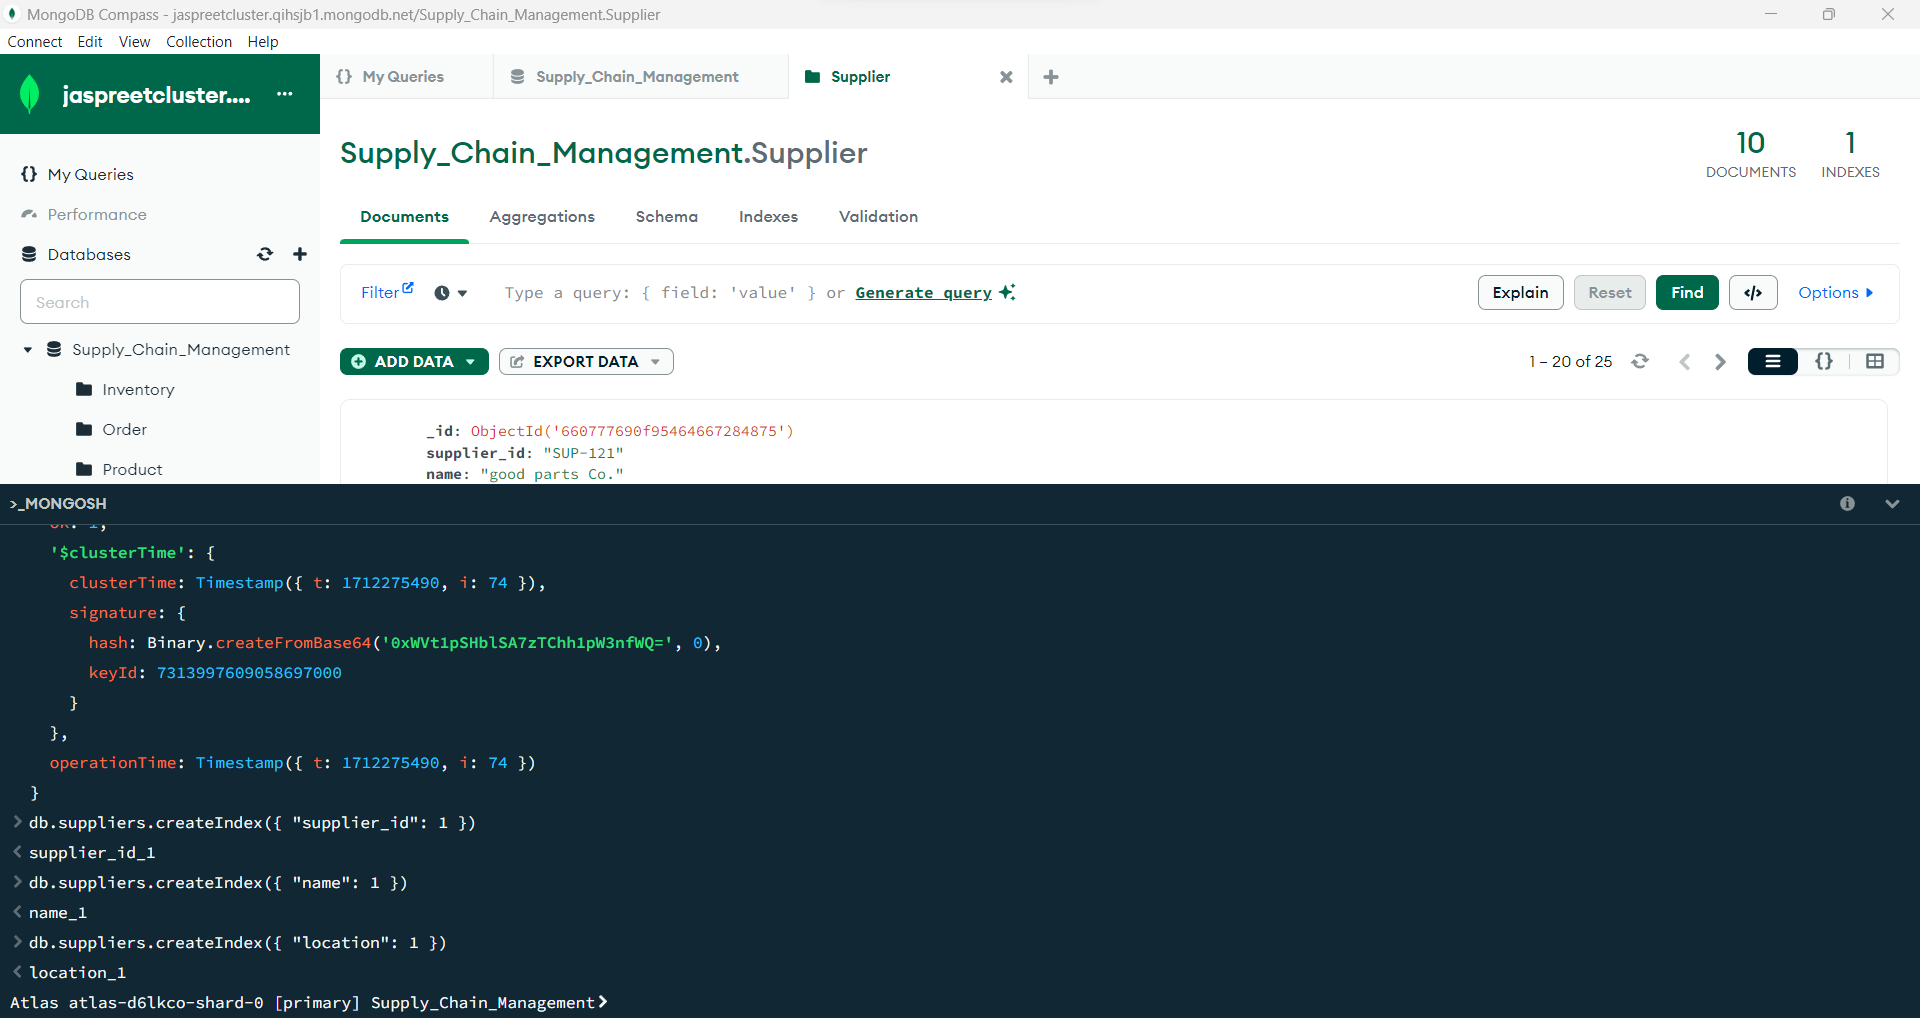 MongoDB Compass - jaspreetcluster.qihsjb1.mongodb.net/Supply_Chain_Management.Supplier
Connect Edit View Collection Help
jaspreetcluster.... ···
{} My Queries
Supply_Chain_Management
Supplier
Supply_Chain_Management.Supplier
10
DOCUMENTS
1
INDEXES
{} My Queries
Performance
Databases
Search
Supply_Chain_Management
Inventory
Order
Product
Documents Aggregations Schema Indexes Validation
Filter Type a query: { field: 'value' } or Generate query Explain Reset Find </> Options
ADD DATA EXPORT DATA 1 – 20 of 25 {}
_id: ObjectId('660777690f95464667284875')
supplier_id: "SUP-121"
name: "good parts Co."
>_MONGOSH
ok: 1,
'$clusterTime': {
clusterTime: Timestamp({ t: 1712275490, i: 74 }),
signature: {
hash: Binary.createFromBase64('0xWVt1pSHblSA7zTChh1pW3nfWQ=', 0),
keyId: 7313997609058697000
}
},
operationTime: Timestamp({ t: 1712275490, i: 74 })
}
> db.suppliers.createIndex({ "supplier_id": 1 })
< supplier_id_1
> db.suppliers.createIndex({ "name": 1 })
< name_1
> db.suppliers.createIndex({ "location": 1 })
< location_1
Atlas atlas-d6lkco-shard-0 [primary] Supply_Chain_Management>